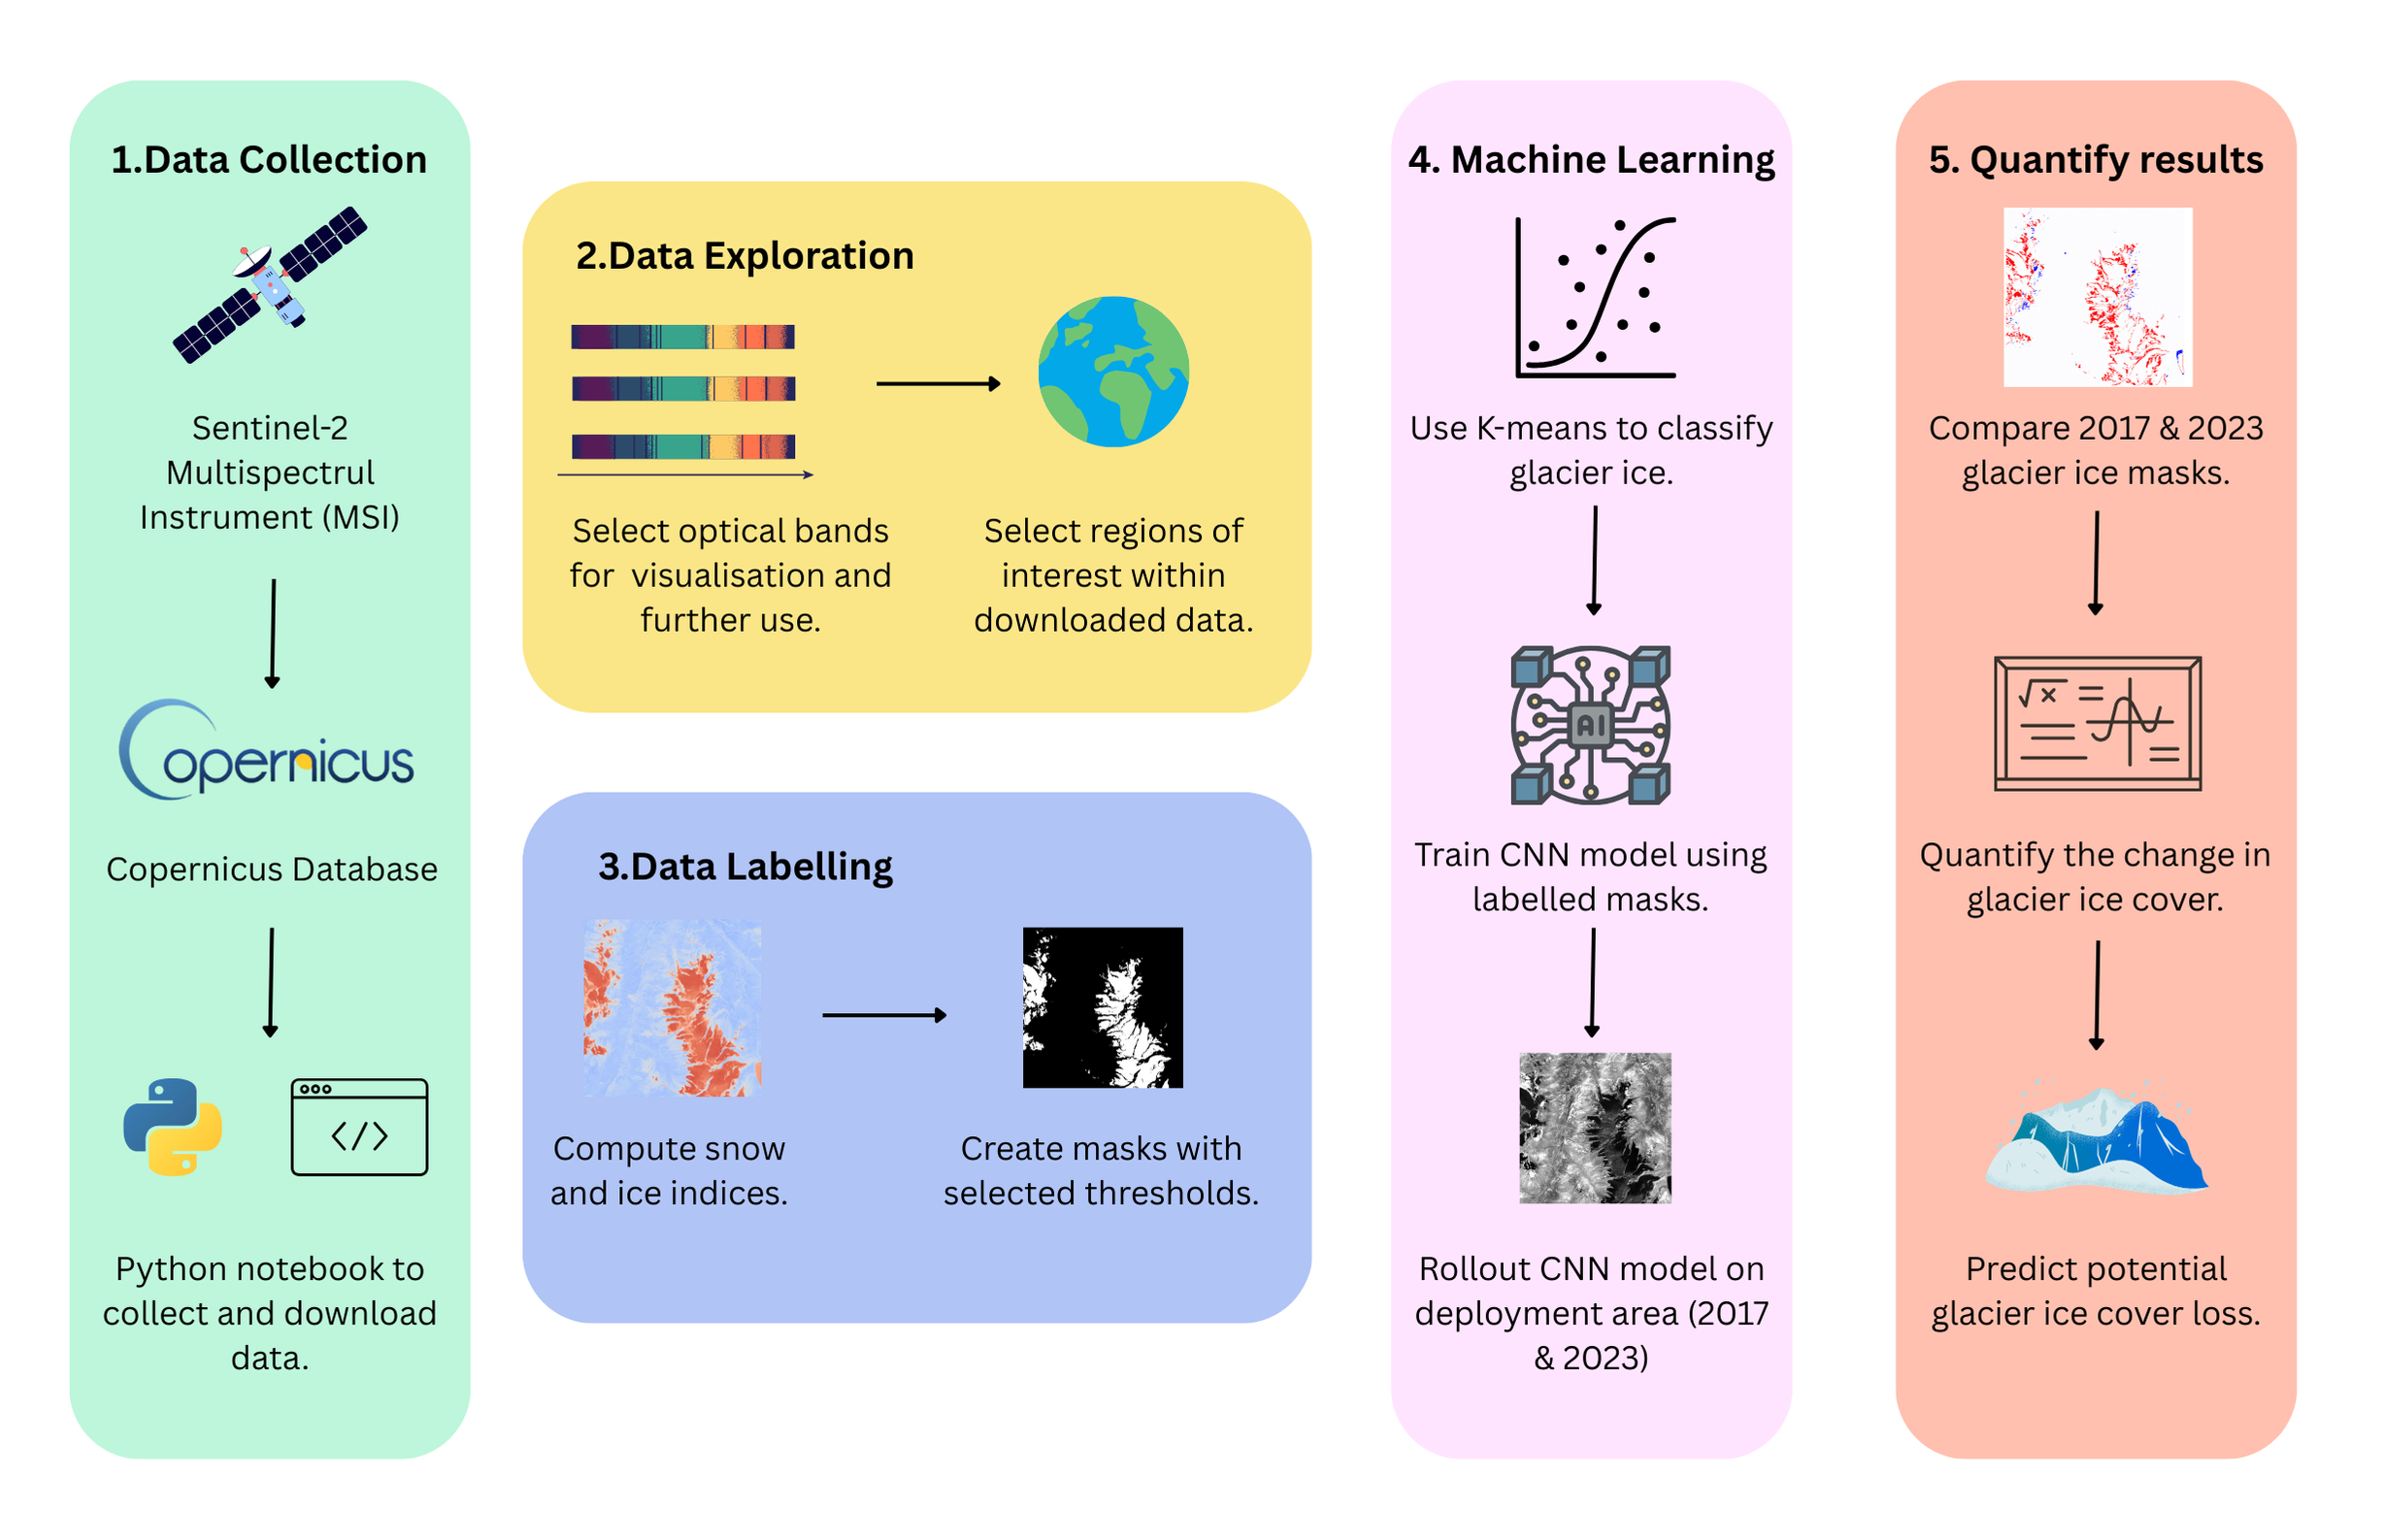 1.Data Collection
Sentinel-2
Multispectrul
Instrument (MSI)
opernicus
Copernicus Database
</>
Python notebook to
collect and download
data.
2.Data Exploration
Select optical bands
for  visualisation and
further use.
Select regions of
interest within
downloaded data.
3.Data Labelling
Compute snow
and ice indices.
Create masks with
selected thresholds.
4. Machine Learning
Use K-means to classify
glacier ice.
AI
Train CNN model using
labelled masks.
Rollout CNN model on
deployment area (2017
& 2023)
5. Quantify results
Compare 2017 & 2023
glacier ice masks.
√x =
Quantify the change in
glacier ice cover.
Predict potential
glacier ice cover loss.